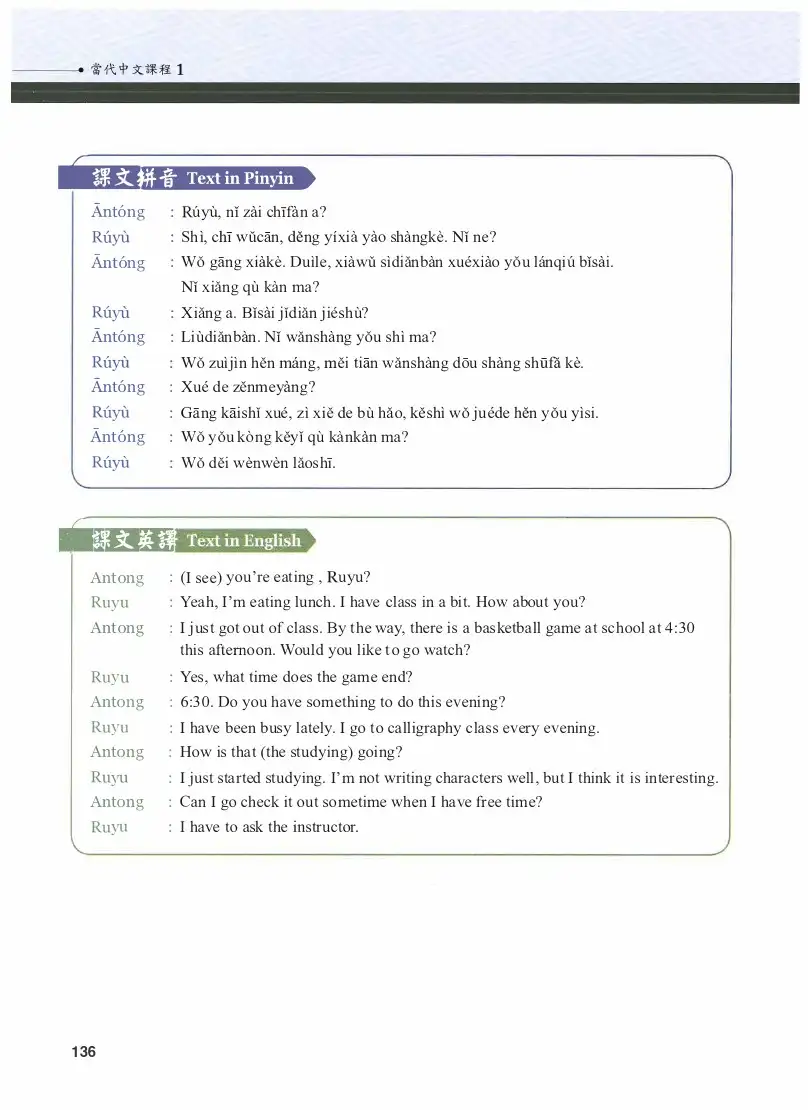 當代中文課程 1
課文拼音 Text in Pinyin
Āntóng : Rúyù, nǐ zài chīfàn a?
Rúyù : Shì, chī wǔcān, děng yíxià yào shàngkè. Nǐ ne?
Āntóng : Wǒ gāng xiàkè. Duìle, xiàwǔ sìdiǎnbàn xuéxiào yǒu lánqiú bǐsài.
Nǐ xiǎng qù kàn ma?
Rúyù : Xiǎng a. Bǐsài jǐdiǎn jiéshù?
Āntóng : Liùdiǎnbàn. Nǐ wǎnshàng yǒu shì ma?
Rúyù : Wǒ zuìjìn hěn máng, měi tiān wǎnshàng dōu shàng shūfǎ kè.
Āntóng : Xué de zěnmeyàng?
Rúyù : Gāng kāishǐ xué, zì xiě de bù hǎo, kěshì wǒ juéde hěn yǒu yìsi.
Āntóng : Wǒ yǒu kòng kěyǐ qù kànkàn ma?
Rúyù : Wǒ děi wènwèn lǎoshī.
課文英譯 Text in English
Antong : (I see) you’re eating , Ruyu?
Ruyu : Yeah, I’m eating lunch. I have class in a bit. How about you?
Antong : I just got out of class. By the way, there is a basketball game at school at 4:30
this afternoon. Would you like to go watch?
Ruyu : Yes, what time does the game end?
Antong : 6:30. Do you have something to do this evening?
Ruyu : I have been busy lately. I go to calligraphy class every evening.
Antong : How is that (the studying) going?
Ruyu : I just started studying. I’m not writing characters well, but I think it is interesting.
Antong : Can I go check it out sometime when I have free time?
Ruyu : I have to ask the instructor.
136